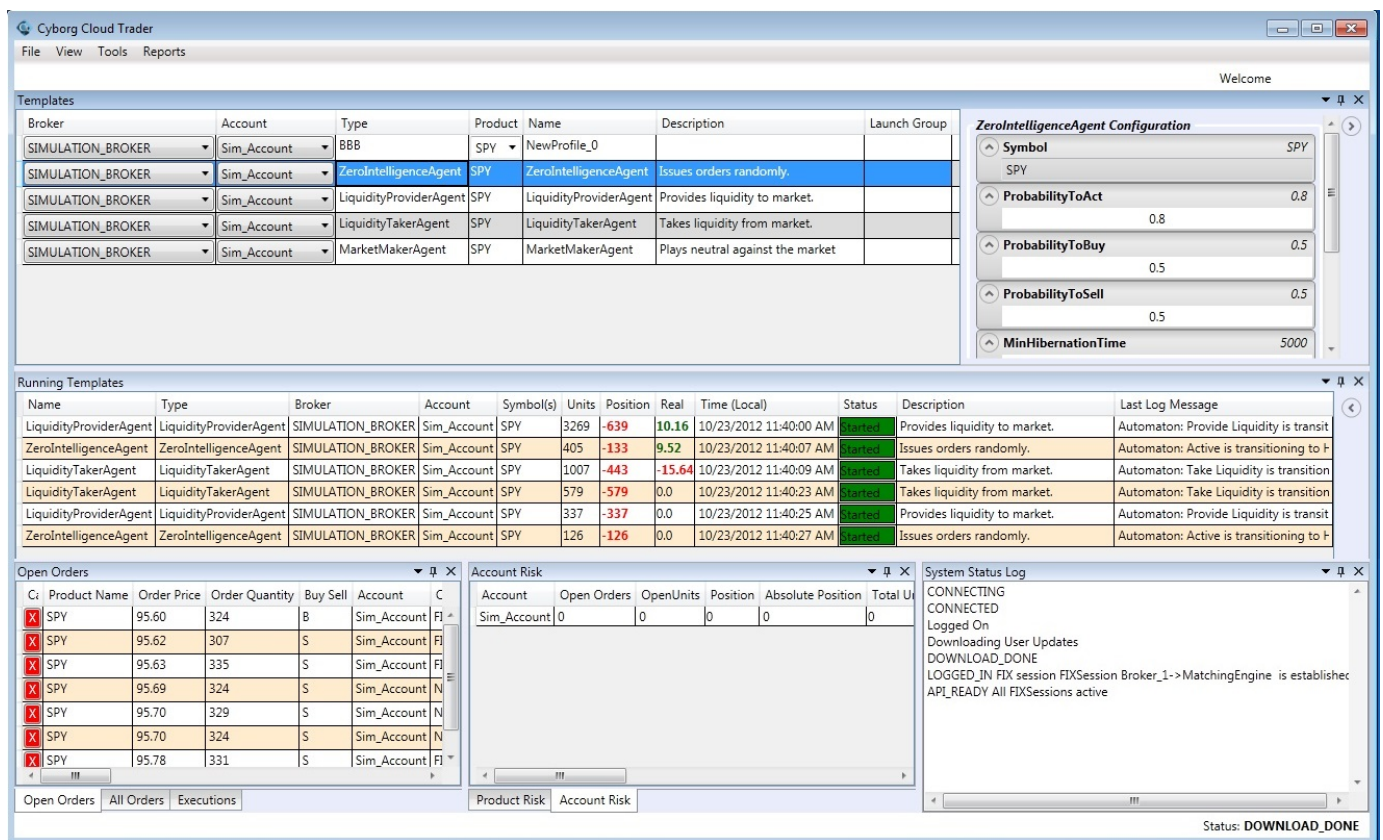 Cyborg Cloud Trader
File View Tools Reports
Welcome
Templates
Broker Account Type Product Name Description Launch Group
SIMULATION_BROKER Sim_Account BBB SPY NewProfile_0
SIMULATION_BROKER Sim_Account ZeroIntelligenceAgent SPY ZeroIntelligenceAgent Issues orders randomly.
SIMULATION_BROKER Sim_Account LiquidityProviderAgent SPY LiquidityProviderAgent Provides liquidity to market.
SIMULATION_BROKER Sim_Account LiquidityTakerAgent SPY LiquidityTakerAgent Takes liquidity from market.
SIMULATION_BROKER Sim_Account MarketMakerAgent SPY MarketMakerAgent Plays neutral against the market
ZeroIntelligenceAgent Configuration
Symbol SPY
SPY
ProbabilityToAct 0.8
0.8
ProbabilityToBuy 0.5
0.5
ProbabilityToSell 0.5
0.5
MinHibernationTime 5000
Running Templates
Name Type Broker Account Symbol(s) Units Position Real Time (Local) Status Description Last Log Message
LiquidityProviderAgent LiquidityProviderAgent SIMULATION_BROKER Sim_Account SPY 3269 -639 10.16 10/23/2012 11:40:00 AM Started Provides liquidity to market. Automaton: Provide Liquidity is transit
ZeroIntelligenceAgent ZeroIntelligenceAgent SIMULATION_BROKER Sim_Account SPY 405 -133 9.52 10/23/2012 11:40:07 AM Started Issues orders randomly. Automaton: Active is transitioning to H
LiquidityTakerAgent LiquidityTakerAgent SIMULATION_BROKER Sim_Account SPY 1007 -443 -15.64 10/23/2012 11:40:09 AM Started Takes liquidity from market. Automaton: Take Liquidity is transition
LiquidityTakerAgent LiquidityTakerAgent SIMULATION_BROKER Sim_Account SPY 579 -579 0.0 10/23/2012 11:40:23 AM Started Takes liquidity from market. Automaton: Take Liquidity is transition
LiquidityProviderAgent LiquidityProviderAgent SIMULATION_BROKER Sim_Account SPY 337 -337 0.0 10/23/2012 11:40:25 AM Started Provides liquidity to market. Automaton: Provide Liquidity is transit
ZeroIntelligenceAgent ZeroIntelligenceAgent SIMULATION_BROKER Sim_Account SPY 126 -126 0.0 10/23/2012 11:40:27 AM Started Issues orders randomly. Automaton: Active is transitioning to H
Open Orders
Ca Product Name Order Price Order Quantity Buy Sell Account C
X SPY 95.60 324 B Sim_Account FI
X SPY 95.62 307 S Sim_Account FI
X SPY 95.63 335 S Sim_Account FI
X SPY 95.69 324 S Sim_Account N
X SPY 95.70 329 S Sim_Account N
X SPY 95.70 324 S Sim_Account N
X SPY 95.78 331 S Sim_Account FI
Open Orders All Orders Executions
Account Risk
Account Open Orders OpenUnits Position Absolute Position Total Un
Sim_Account 0 0 0 0 0
Product Risk Account Risk
System Status Log
CONNECTING
CONNECTED
Logged On
Downloading User Updates
DOWNLOAD_DONE
LOGGED_IN FIX session FIXSession Broker_1->MatchingEngine is established
API_READY All FIXSessions active
Status: DOWNLOAD_DONE